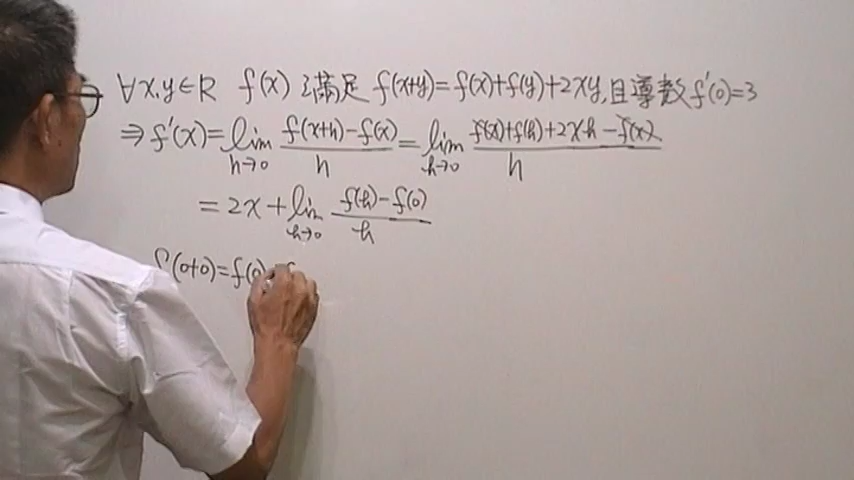 ∀x,y∈R f(x) 滿足 f(x+y)=f(x)+f(y)+2xy,且導數f'(0)=3
⇒f'(x)=lim h→0 (f(x+h)-f(x))/h = lim h→0 (f(x)+f(h)+2x·h-f(x))/h
=2x+lim h→0 (f(h)-f(0))/h
f(0+0)=f(0)